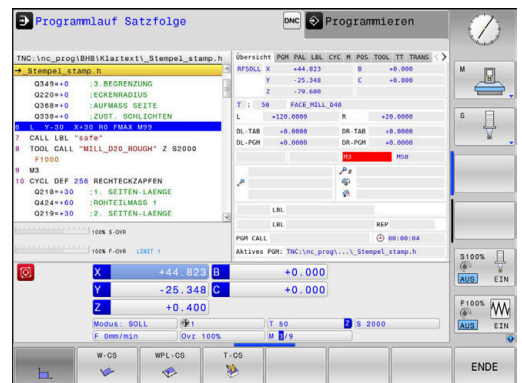 Programmlauf Satzfolge
DNC
Programmieren
TNC:\nc_prog\BHB\Klartext\_Stempel_stamp.h
→_Stempel_stamp.h
Q349=+0 ;3.BEGRENZUNG
Q220=+0 ;ECKENRADIUS
Q368=+0 ;AUFMASS SEITE
Q338=+0 ;ZUST. SCHLICHTEN
6 L Y-30 X+30 R0 FMAX M99
7 CALL LBL "safe"
8 TOOL CALL "MILL_D20_ROUGH" Z S2000
F1000
9 M3
10 CYCL DEF 256 RECHTECKZAPFEN
Q218=+30 ;1. SEITEN-LAENGE
Q424=+60 ;ROHTEILMASS 1
Q219=+30 ;2. SEITEN-LAENGE
100% S-OVR
100% F-OVR LIMIT 1
Übersicht PGM PAL LBL CYC M POS TOOL TT TRANS
RFSOLL X +44.823 B +0.000
Y -25.348 C +0.000
Z -79.600
T : 50 FACE_MILL_D40
L +120.0000 R +20.0000
DL-TAB +0.0000 DR-TAB +0.0000
DL-PGM +0.0000 DR-PGM +0.0000
M3 M50
#
LBL
LBL REP
PGM CALL 00:00:04
Aktives PGM: TNC:\nc_prog\...\_Stempel_stamp.h
X +44.823 B +0.000
Y -25.348 C +0.000
Z +0.400
Modus: SOLL 1 T 50 Z S 2000
F 0mm/min Ovr 100% M 3/9
M
S
S100%
AUS EIN
F100%
AUS EIN
W-CS
WPL-CS
T-CS
ENDE